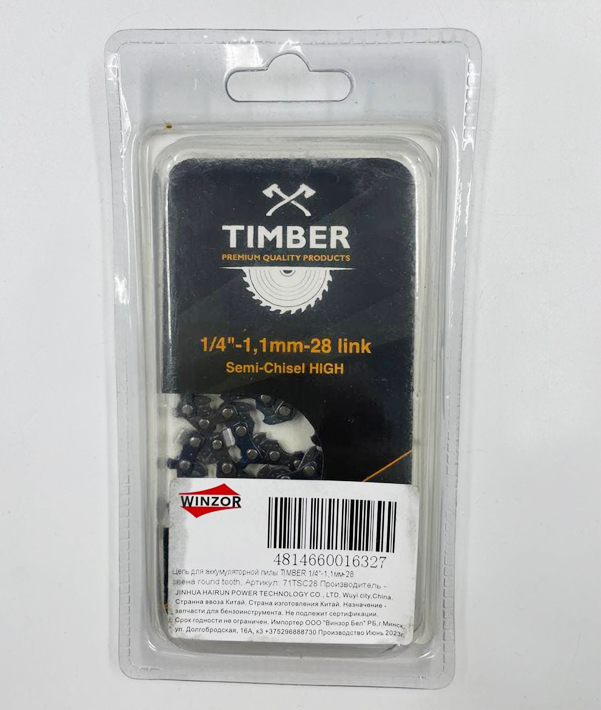 TIMBER
PREMIUM QUALITY PRODUCTS
1/4"-1,1mm-28 link
Semi-Chisel HIGH
WINZOR
4814660016327
Цепь для аккумуляторной пилы TIMBER 1/4"-1,1мм-28
звена round tooth, Артикул: 71TSC28 Производитель -
JINHUA HAIRUN POWER TECHNOLOGY CO., LTD, Wuyi city,China.
Странна ввоза Китай. Страна изготовления Китай. Назначение -
запчасти для бензоинструмента. Не подлежит сертификации.
Срок годности не ограничен. Импортер ООО "Винзор Бел" РБ,г.Минск,
ул. Долгобродская, 16А, к3 +375296888730 Производство Июнь 2023г.